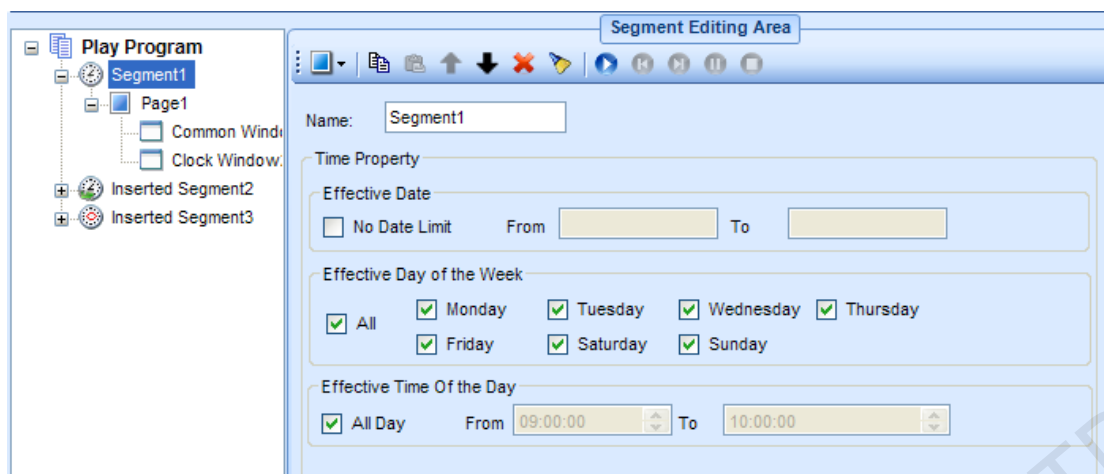 Play Program
Segment1
Page1
Common Wind
Clock Window
Inserted Segment2
Inserted Segment3
Segment Editing Area
Name: Segment1
Time Property
Effective Date
No Date Limit From To
Effective Day of the Week
All
Monday Tuesday Wednesday Thursday
Friday Saturday Sunday
Effective Time Of the Day
All Day From 09:00:00 To 10:00:00